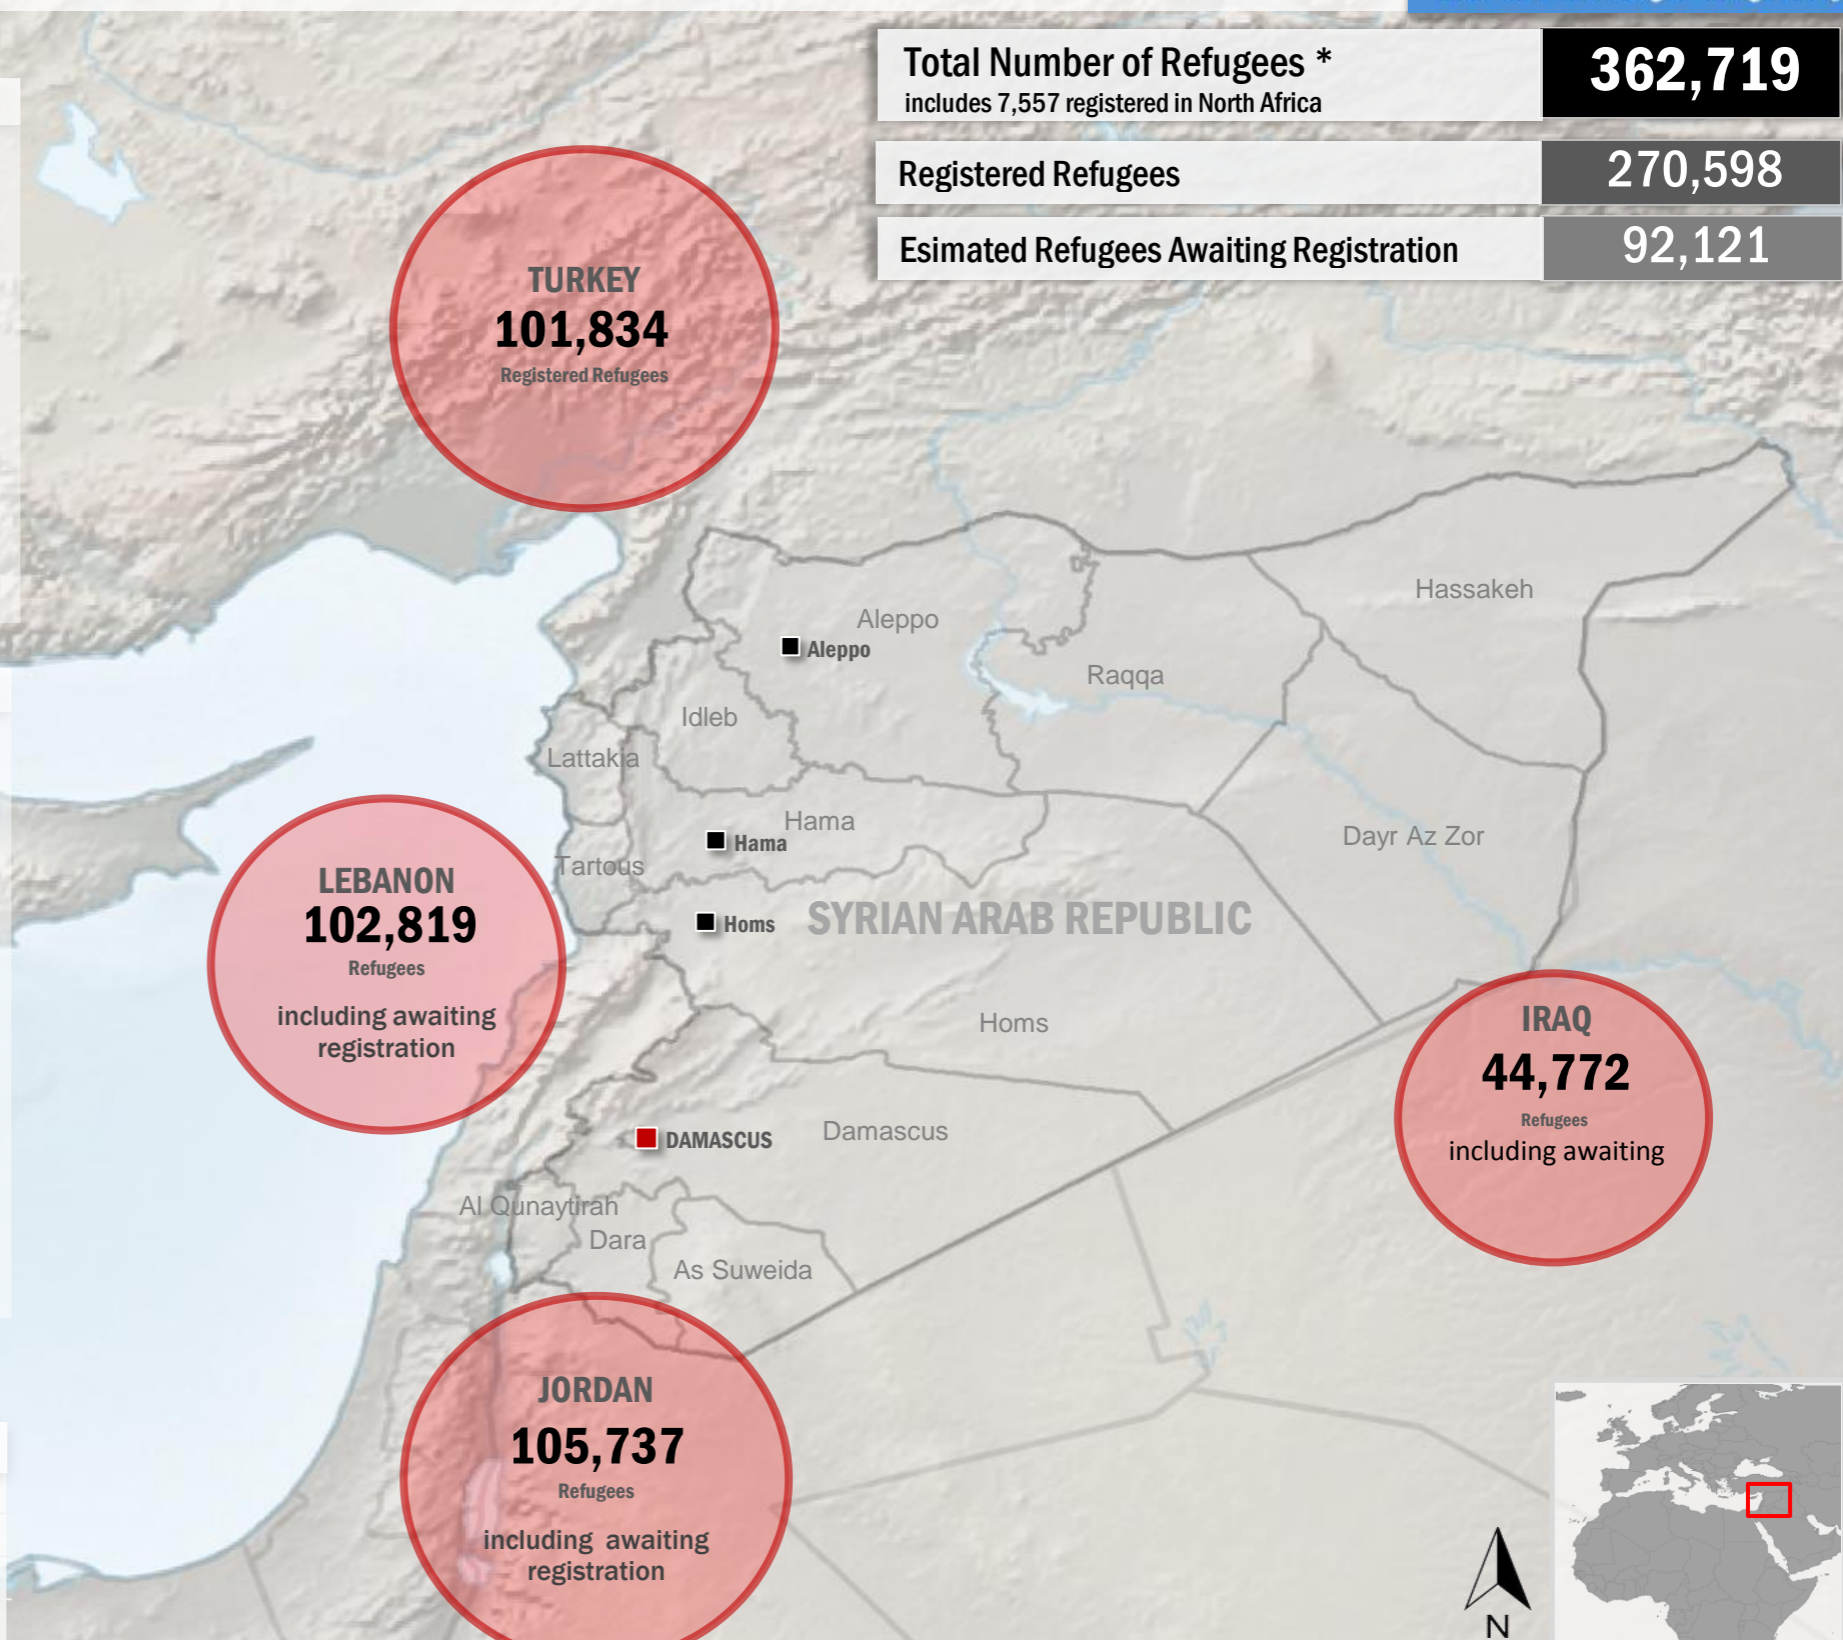 Total Number of Refugees *
362,719
includes 7,557 registered in North Africa
Registered Refugees
270,598
Esimated Refugees Awaiting Registration
92,121
TURKEY
101,834
Registered Refugees
Hassakeh
Aleppo
Aleppo
Raqqa
Idleb
Lattakia
Hama
Hama
Dayr Az Zor
Tartous
LEBANON
102,819
Refugees
including awaiting
registration
Homs
SYRIAN ARAB REPUBLIC
Homs
IRAQ
44,772
Refugees
including awaiting
DAMASCUS
Damascus
Al Qunaytirah
Dara
As Suweida
JORDAN
105,737
Refugees
including awaiting
registration
N